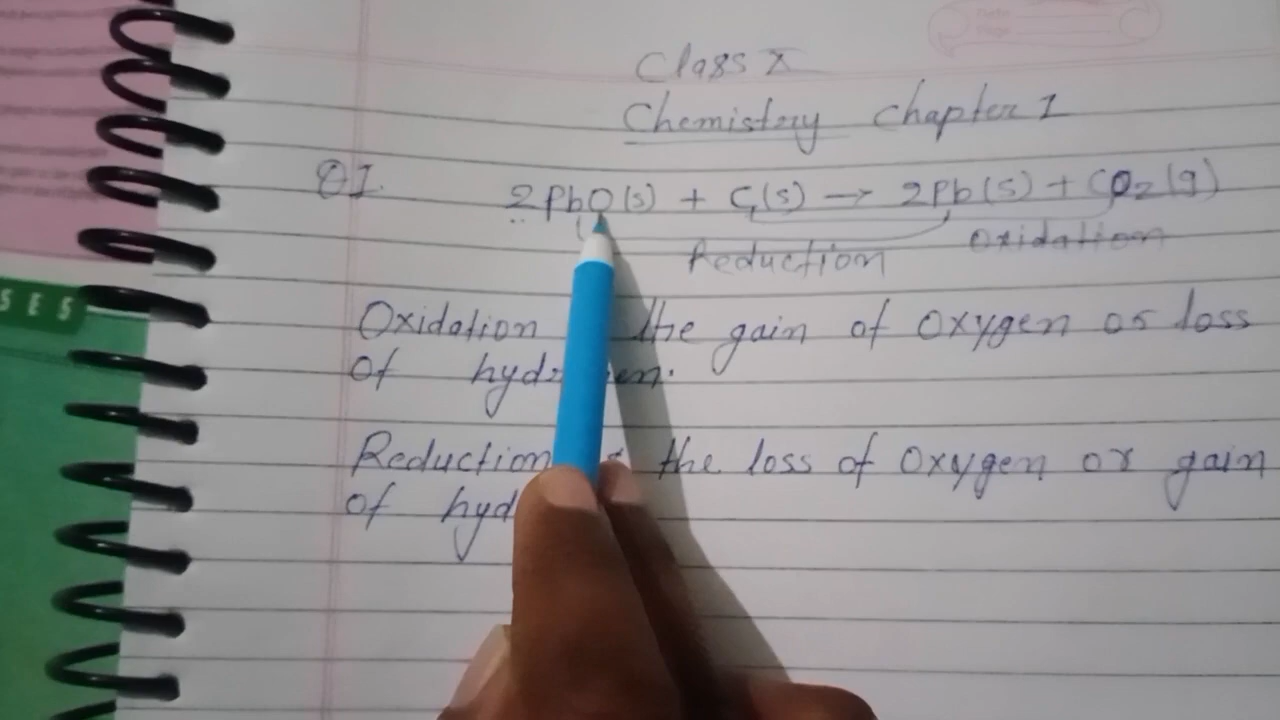 Class X
Chemistry Chapter 1
Q1. 2PbO(s) + C(s) → 2Pb(s) + CO2(g)
Reduction Oxidation
Oxidation the gain of oxygen or loss
of
Reduction the loss of oxygen or gain
of
SES